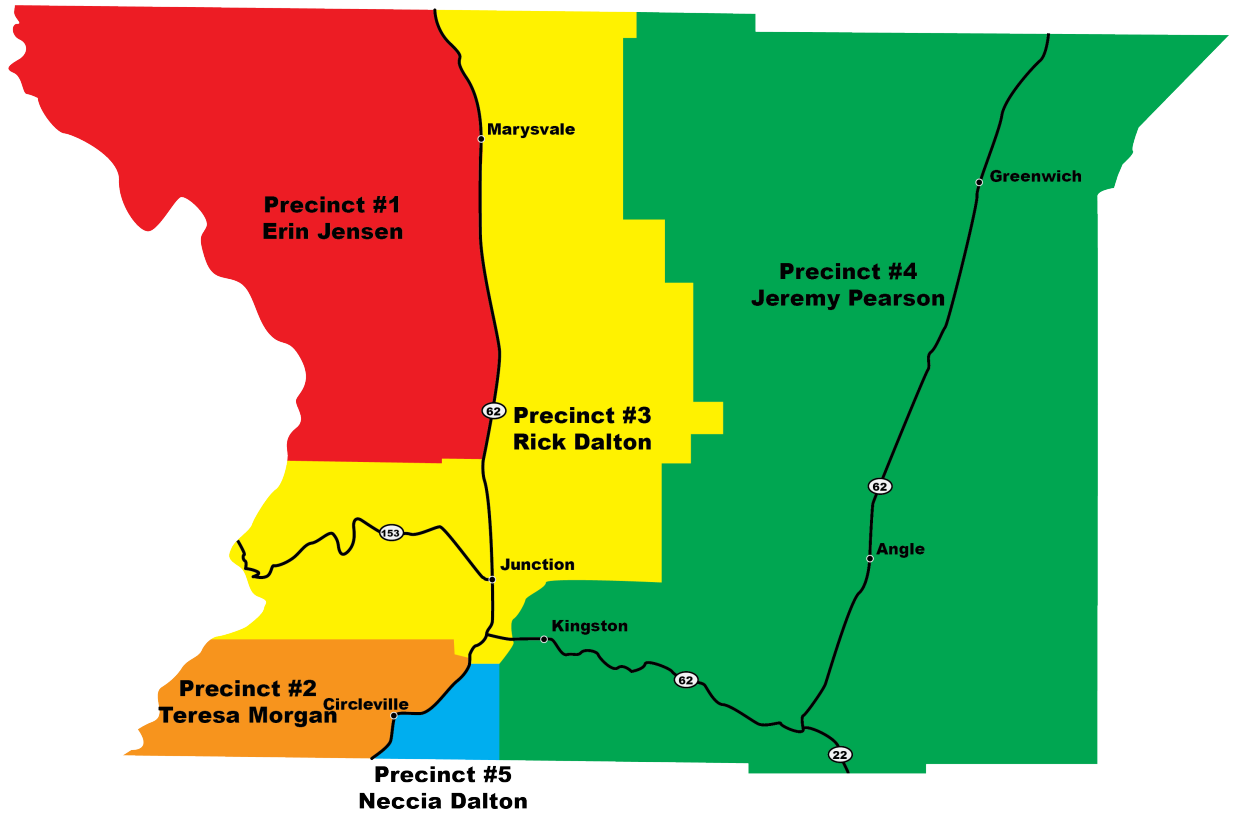 Marysvale
Greenwich
Precinct #1
Erin Jensen
Precinct #4
Jeremy Pearson
62
Precinct #3
Rick Dalton
62
153
Angle
Junction
Kingston
62
Precinct #2
Teresa Morgan
Circleville
22
Precinct #5
Neccia Dalton